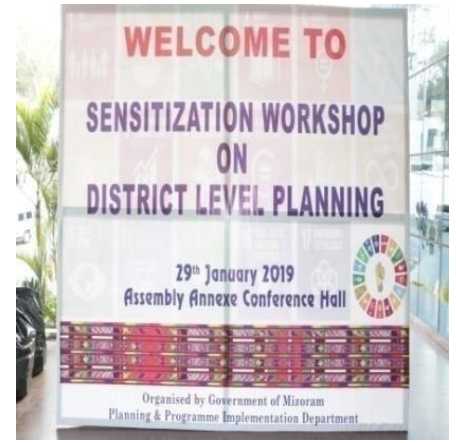 WELCOME TO
SENSITIZATION WORKSHOP
ON
DISTRICT LEVEL PLANNING
29th January 2019
Assembly Annexe Conference Hall
Organised by Government of Mizoram
Planning & Programme Implementation Department